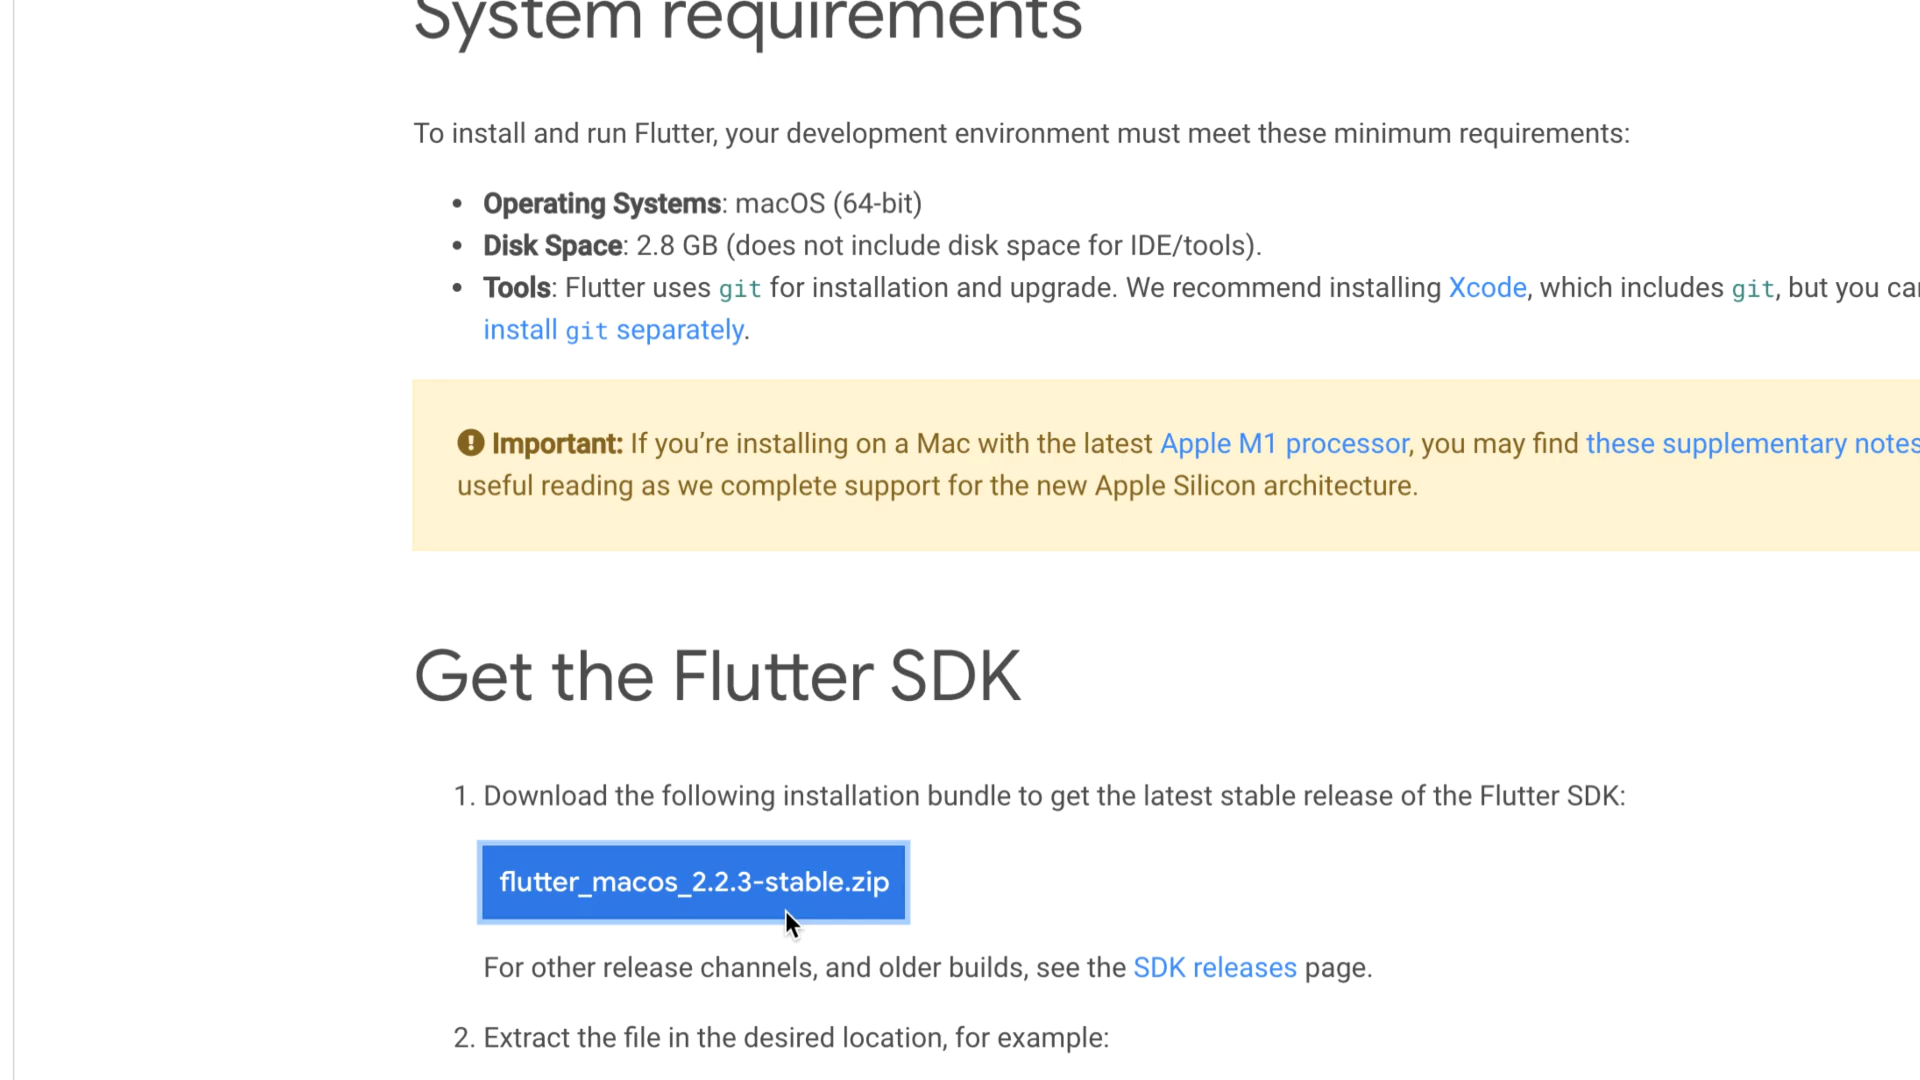 System requirements
To install and run Flutter, your development environment must meet these minimum requirements:
• Operating Systems: macOS (64-bit)
• Disk Space: 2.8 GB (does not include disk space for IDE/tools).
• Tools: Flutter uses git for installation and upgrade. We recommend installing Xcode, which includes git, but you
install git separately.
Important: If you’re installing on a Mac with the latest Apple M1 processor, you may find these supplementary notes
useful reading as we complete support for the new Apple Silicon architecture.
Get the Flutter SDK
1. Download the following installation bundle to get the latest stable release of the Flutter SDK:
flutter_macos_2.2.3-stable.zip
For other release channels, and older builds, see the SDK releases page.
2. Extract the file in the desired location, for example: